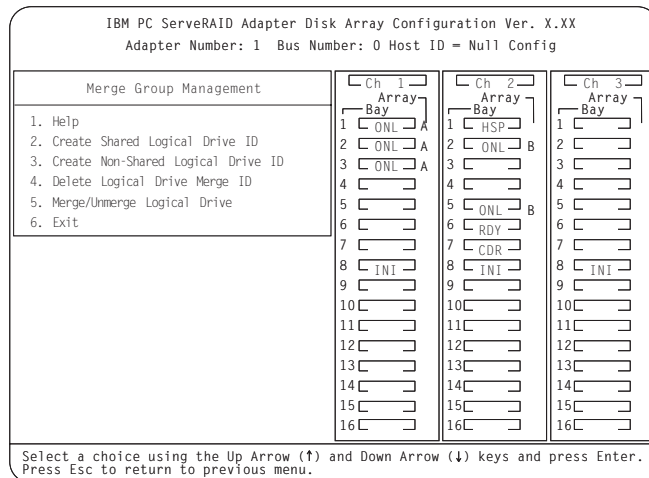 IBM PC ServeRAID Adapter Disk Array Configuration Ver. X.XX
Adapter Number: 1 Bus Number: 0 Host ID = Null Config
Merge Group Management
1. Help
2. Create Shared Logical Drive ID
3. Create Non-Shared Logical Drive ID
4. Delete Logical Drive Merge ID
5. Merge/Unmerge Logical Drive
6. Exit
Ch 1
Array
Bay
1 ONL A
2 ONL A
3 ONL A
4
5
6
7
8 INI
9
10
11
12
13
14
15
16
Ch 2
Array
Bay
1 HSP
2 ONL B
3
4
5 ONL B
6 RDY
7 CDR
8 INI
9
10
11
12
13
14
15
16
Ch 3
Array
Bay
1
2
3
4
5
6
7
8 INI
9
10
11
12
13
14
15
16
Select a choice using the Up Arrow (↑) and Down Arrow (↓) keys and press Enter.
Press Esc to return to previous menu.